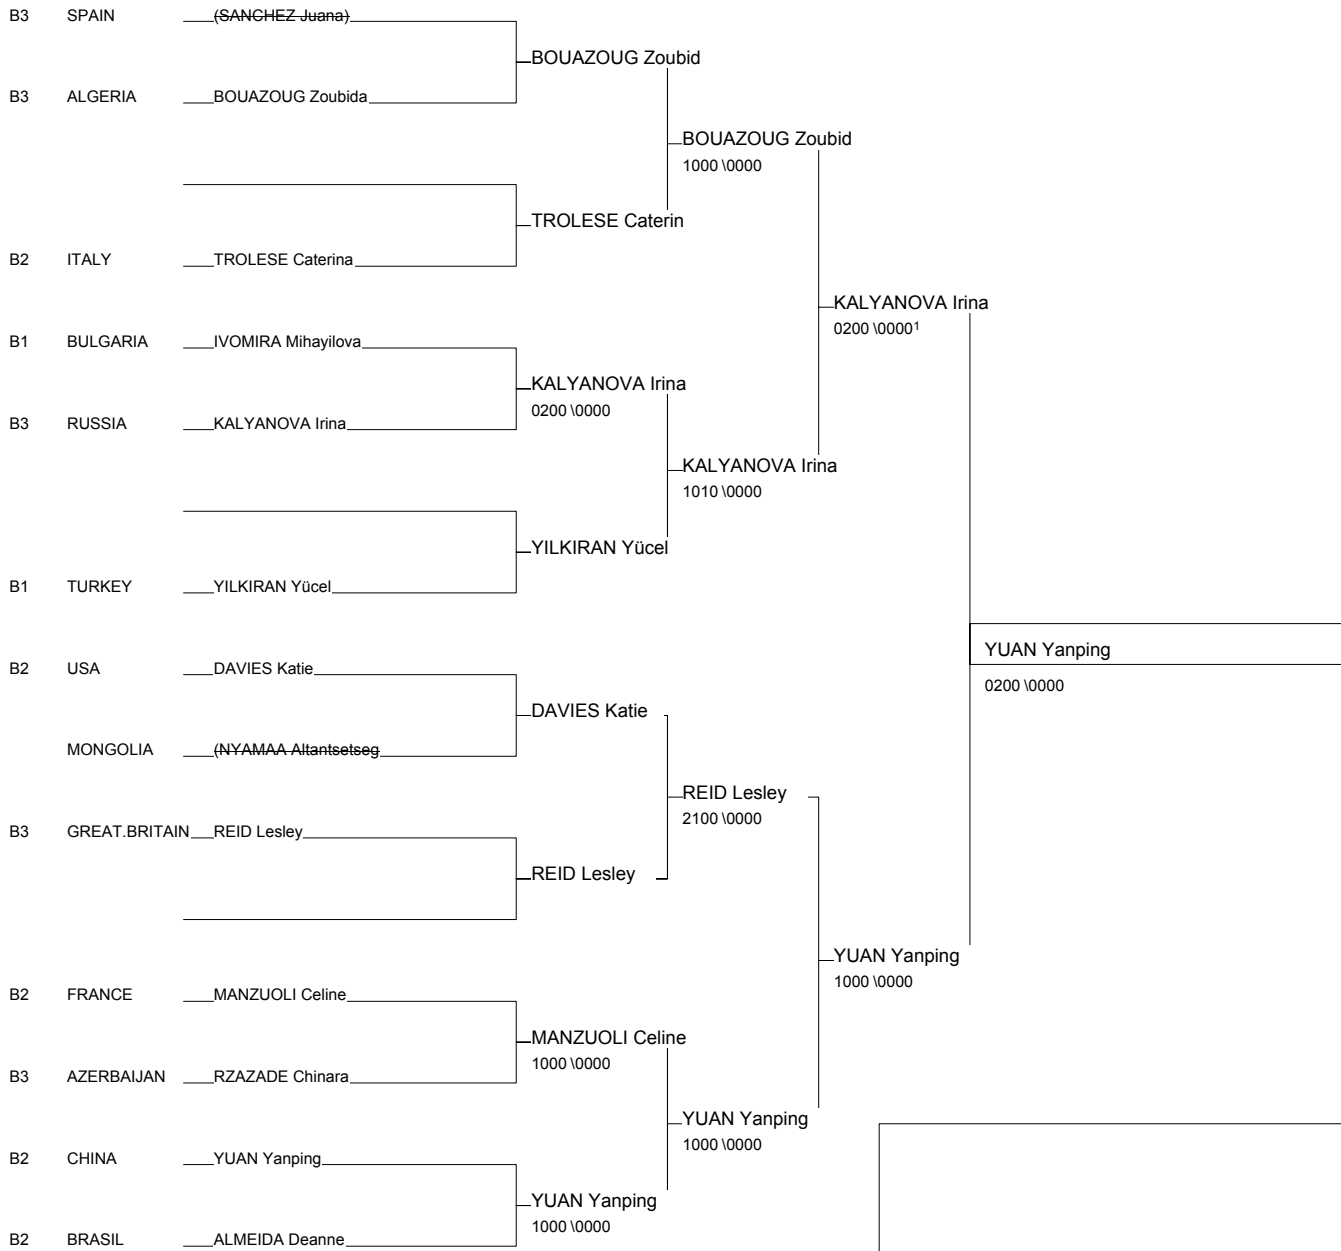 B3 SPAIN (SANCHEZ Juana)
BOUAZOUG Zoubid
B3 ALGERIA BOUAZOUG Zoubida
BOUAZOUG Zoubid
1000 \0000
TROLESE Caterin
B2 ITALY TROLESE Caterina
KALYANOVA Irina
0200 \0000¹
B1 BULGARIA IVOMIRA Mihayilova
KALYANOVA Irina
0200 \0000
B3 RUSSIA KALYANOVA Irina
KALYANOVA Irina
1010 \0000
YILKIRAN Yücel
B1 TURKEY YILKIRAN Yücel
YUAN Yanping
0200 \0000
B2 USA DAVIES Katie
DAVIES Katie
MONGOLIA (NYAMAA Altantsetseg
REID Lesley
2100 \0000
B3 GREAT.BRITAIN REID Lesley
REID Lesley
YUAN Yanping
1000 \0000
B2 FRANCE MANZUOLI Celine
MANZUOLI Celine
1000 \0000
B3 AZERBAIJAN RZAZADE Chinara
YUAN Yanping
1000 \0000
B2 CHINA YUAN Yanping
YUAN Yanping
1000 \0000
B2 BRASIL ALMEIDA Deanne